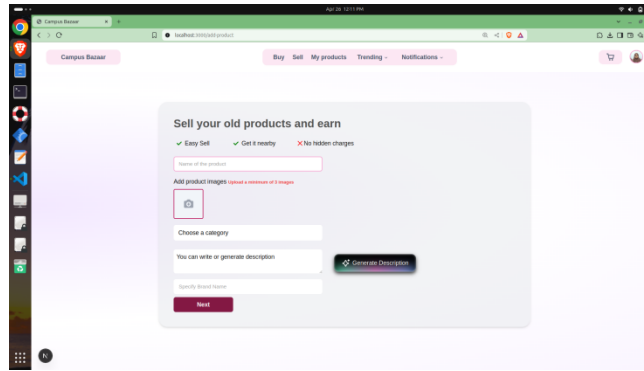 Apr 26 12:11 PM
Campus Bazaar
localhost:3000/add-product
Campus Bazaar
Buy Sell My products Trending Notifications
Sell your old products and earn
Easy Sell Get it nearby No hidden charges
Name of the product
Add product images Upload a minimum of 3 images
Choose a category
You can write or generate description
Generate Description
Specify Brand Name
Next
N